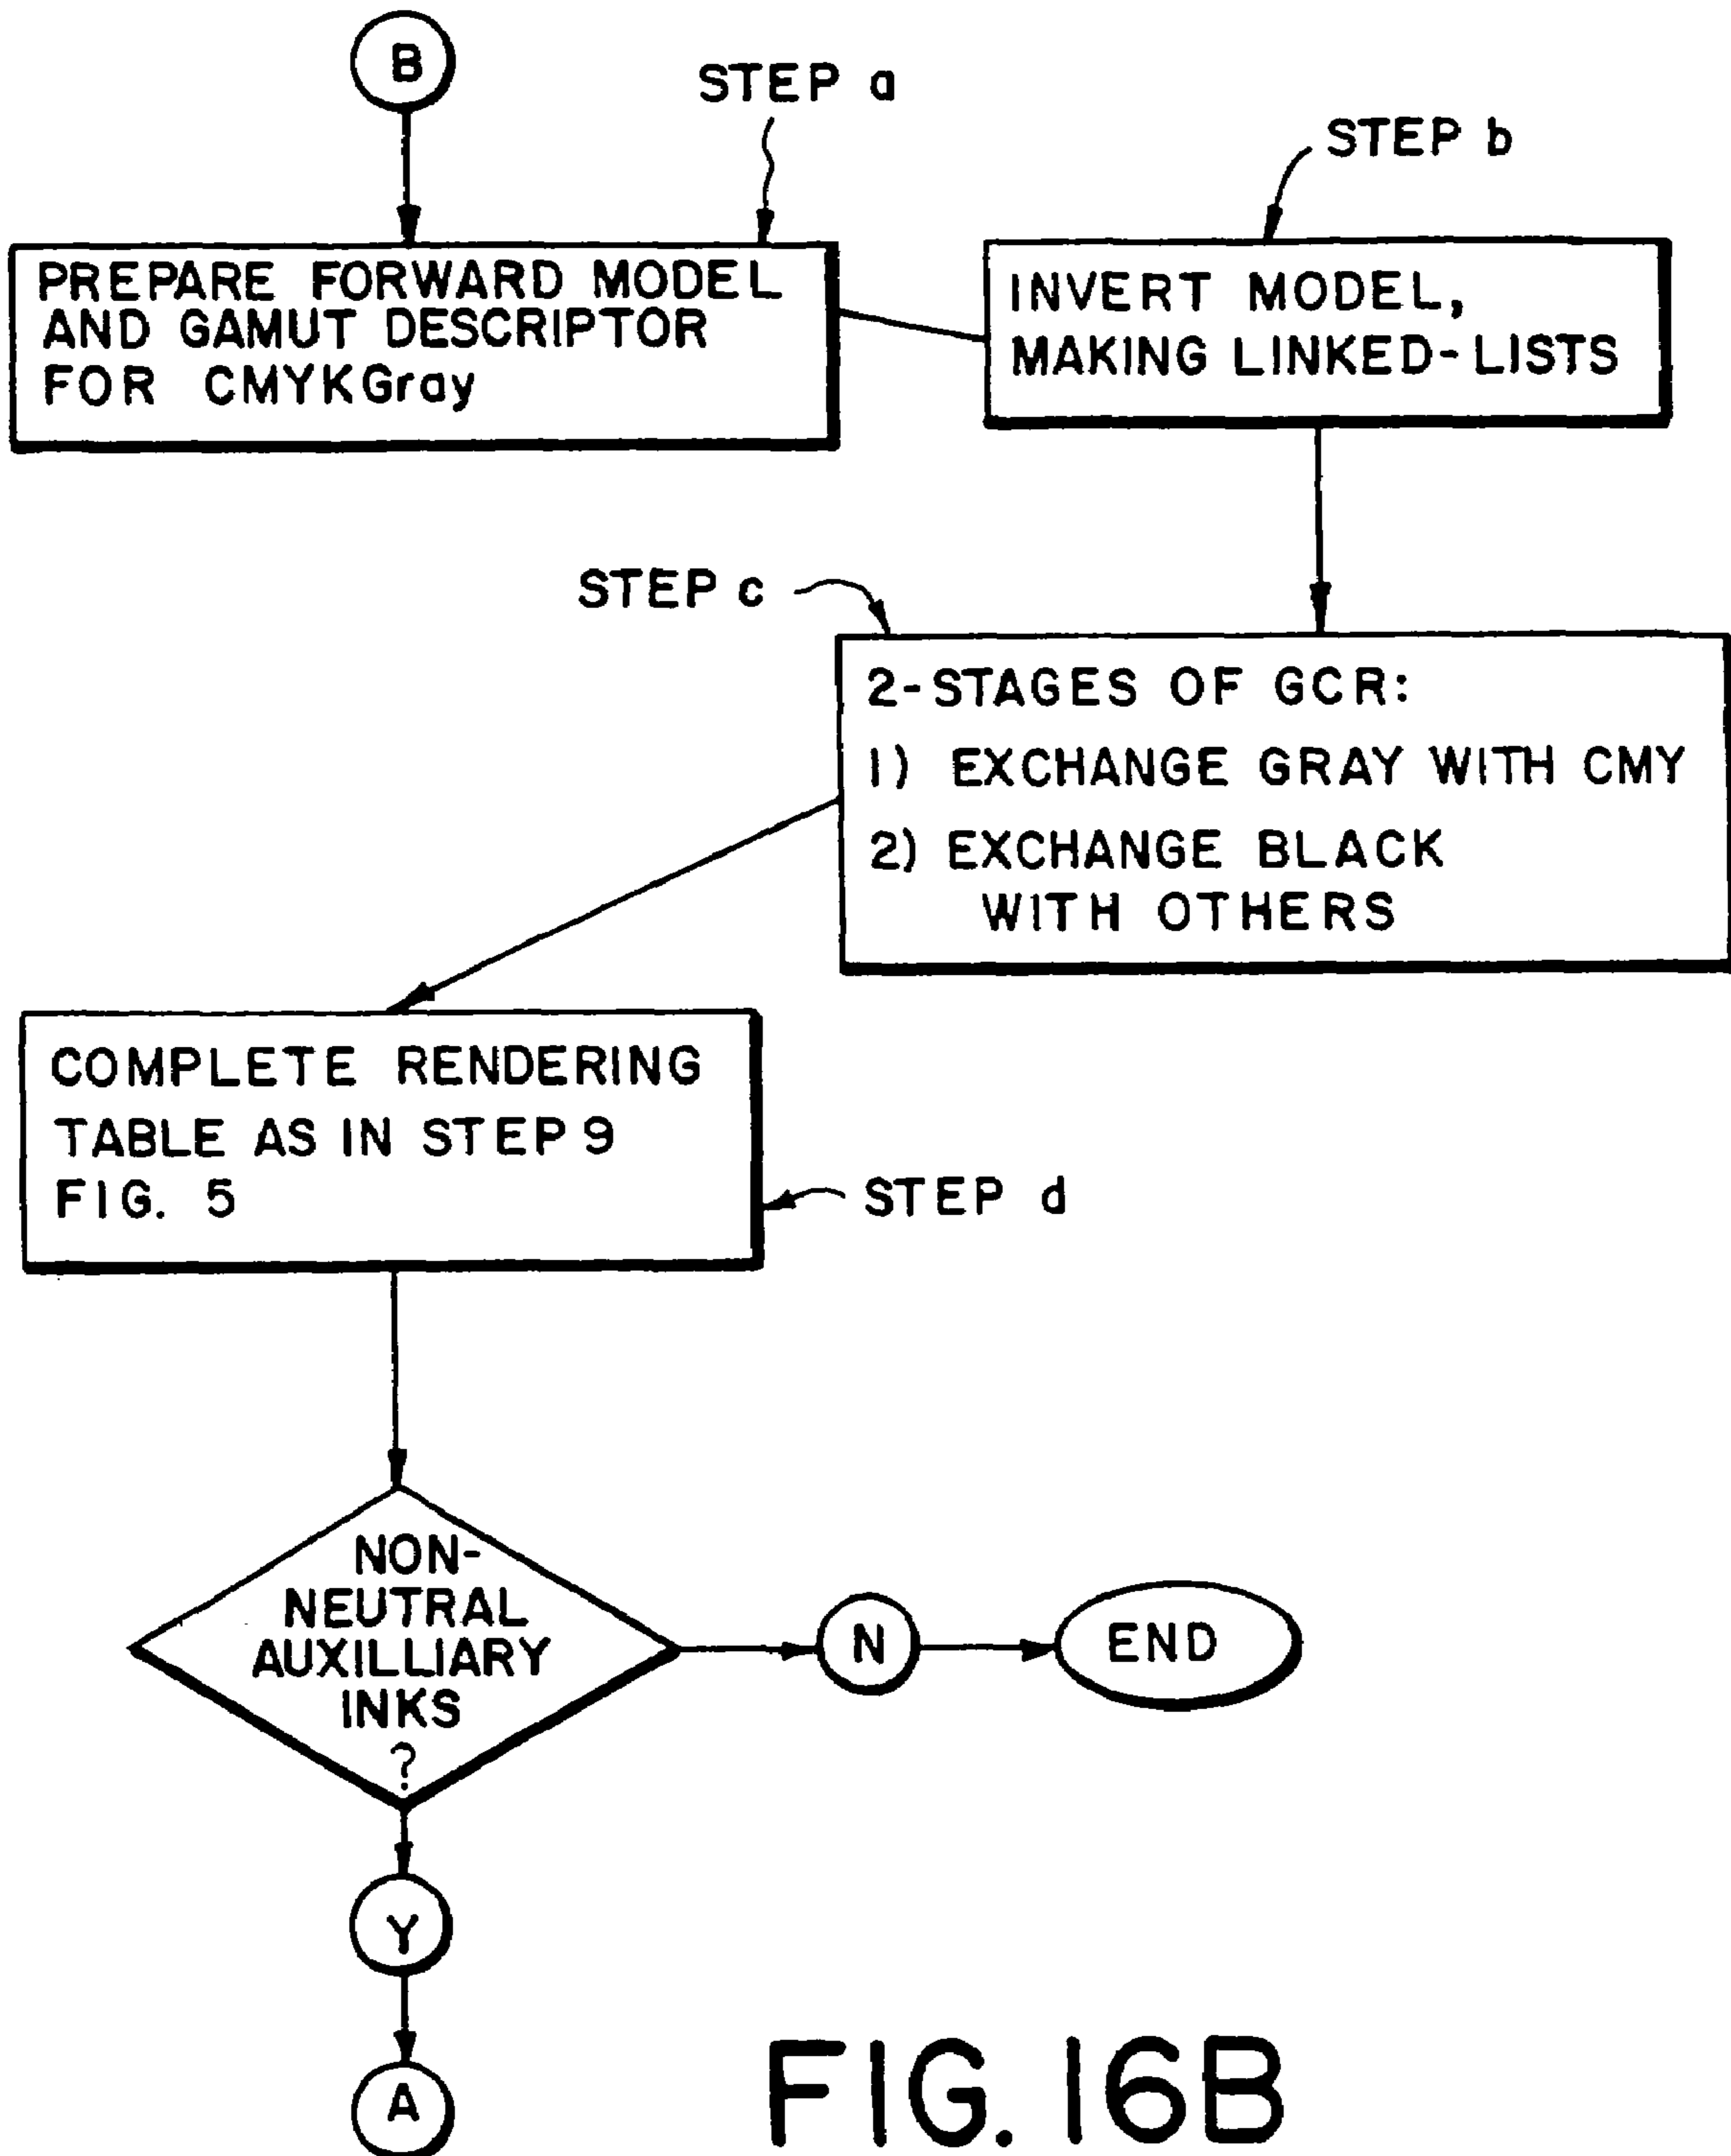 B
STEP a
STEP b
PREPARE FORWARD MODEL
AND GAMUT DESCRIPTOR
FOR CMYKGray
INVERT MODEL,
MAKING LINKED-LISTS
STEP c
2-STAGES OF GCR:
1) EXCHANGE GRAY WITH CMY
2) EXCHANGE BLACK
WITH OTHERS
COMPLETE RENDERING
TABLE AS IN STEP 9
FIG. 5
STEP d
NON-
NEUTRAL
AUXILLIARY
INKS
?
N
END
Y
A
FIG. 16B